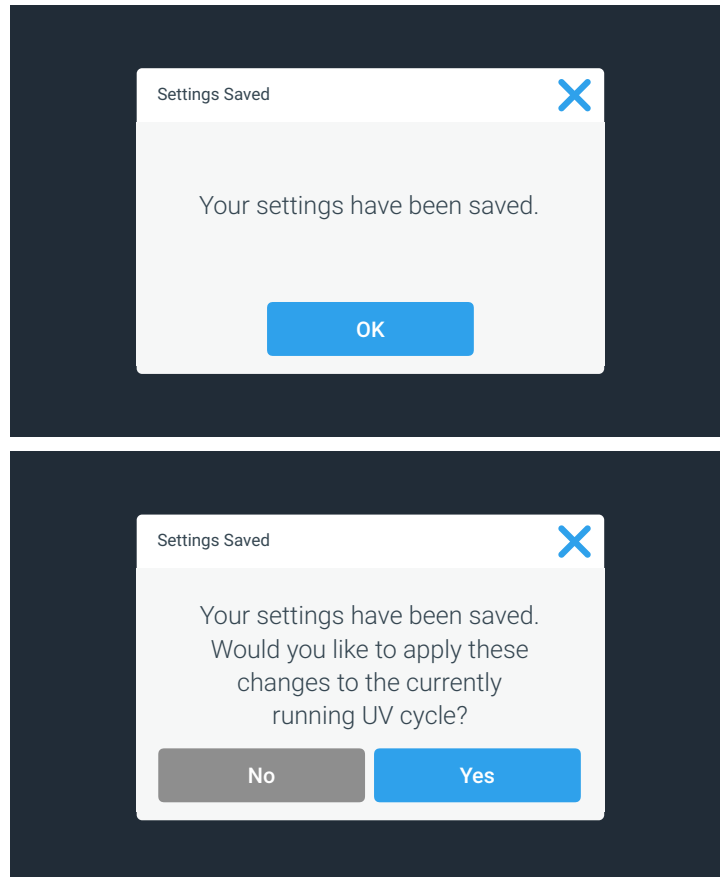 Settings Saved
Your settings have been saved.
OK
Settings Saved
Your settings have been saved.
Would you like to apply these
changes to the currently
running UV cycle?
No
Yes